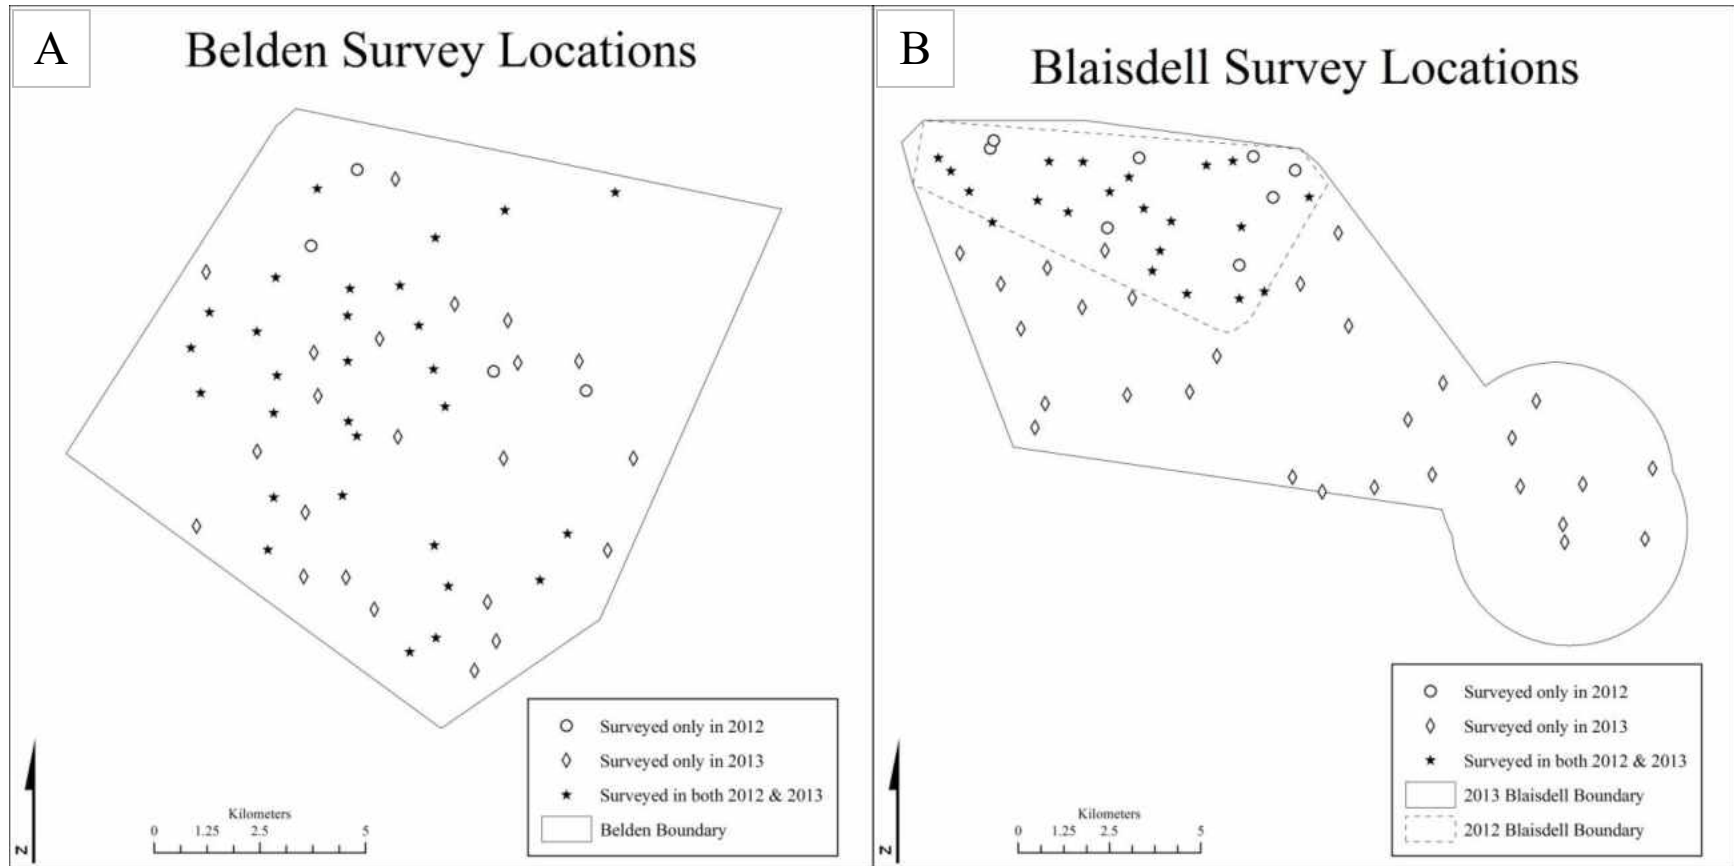 A
Belden Survey Locations
Surveyed only in 2012
Surveyed only in 2013
Surveyed in both 2012 & 2013
Belden Boundary
Kilometers
0 1.25 2.5 5
N
B
Blaisdell Survey Locations
Surveyed only in 2012
Surveyed only in 2013
Surveyed in both 2012 & 2013
2013 Blaisdell Boundary
2012 Blaisdell Boundary
Kilometers
0 1.25 2.5 5
N